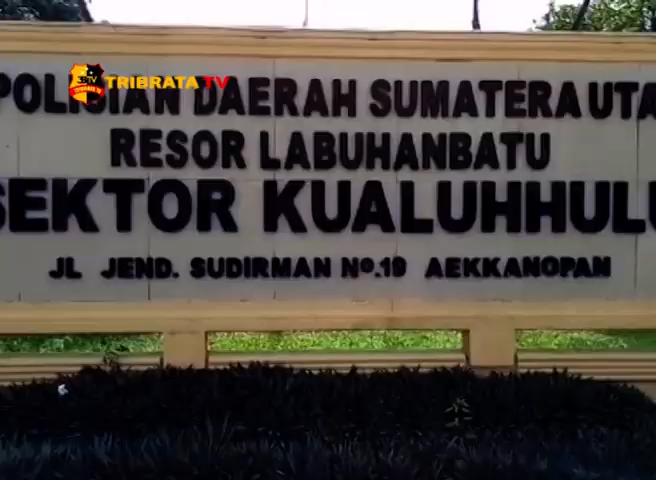 TRIBRATA TV
POLISIAN DAERAH SUMATERA UTA
RESOR LABUHANBATU
SEKTOR KUALUHHULU
JL JEND. SUDIRMAN Nº.19 AEKKANOPAN